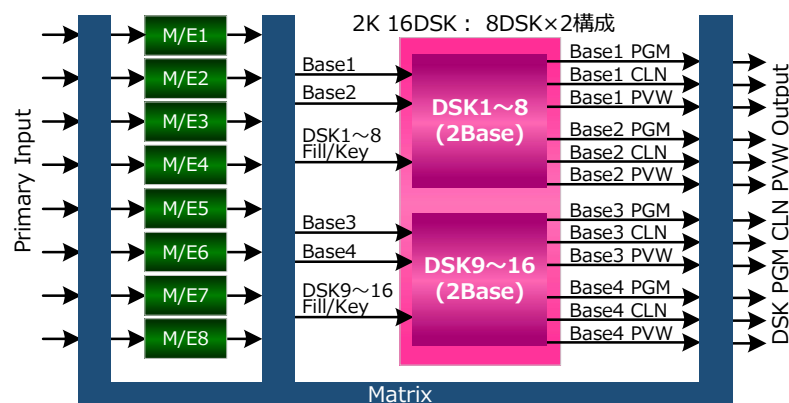 2K 16DSK： 8DSK×2構成
Primary Input
M/E1
M/E2
M/E3
M/E4
M/E5
M/E6
M/E7
M/E8
Base1
Base2
DSK1～8
Fill/Key
Base3
Base4
DSK9～16
Fill/Key
DSK1～8
(2Base)
DSK9～16
(2Base)
Base1 PGM
Base1 CLN
Base1 PVW
Base2 PGM
Base2 CLN
Base2 PVW
Base3 PGM
Base3 CLN
Base3 PVW
Base4 PGM
Base4 CLN
Base4 PVW
DSK PGM CLN PVW Output
Matrix